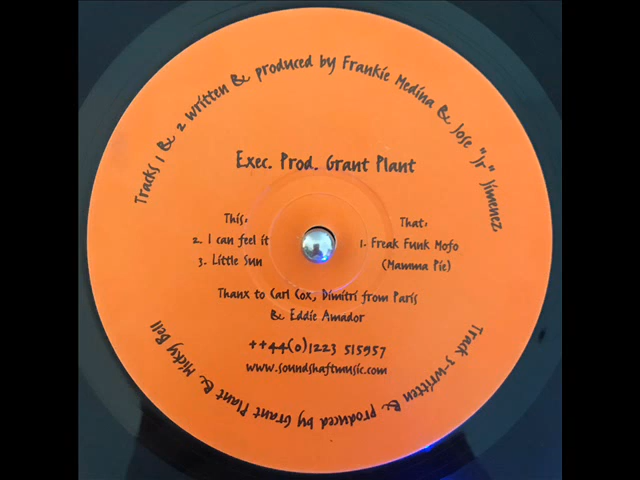 Tracks 1 & 2 written & produced by Frankie Medina & Jose "Jr" Jimenez.
Exec. Prod. Grant Plant
This:
2. I can feel it
3. Little Sun
That:
1. Freak Funk Mofo
(Mamma Pie)
Thanx to Carl Cox, Dimitri from Paris
& Eddie Amador
++44(0)1223 515957
www.soundshaftmusic.com
Track 3-written & produced by Grant Plant & Micky Bell